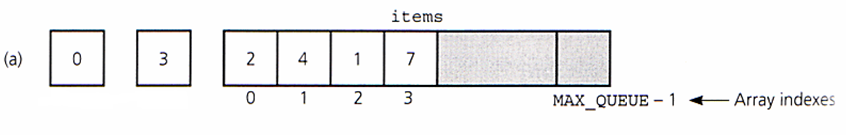 items
(a) 0 3 2 4 1 7
0 1 2 3 MAX_QUEUE – 1 Array indexes